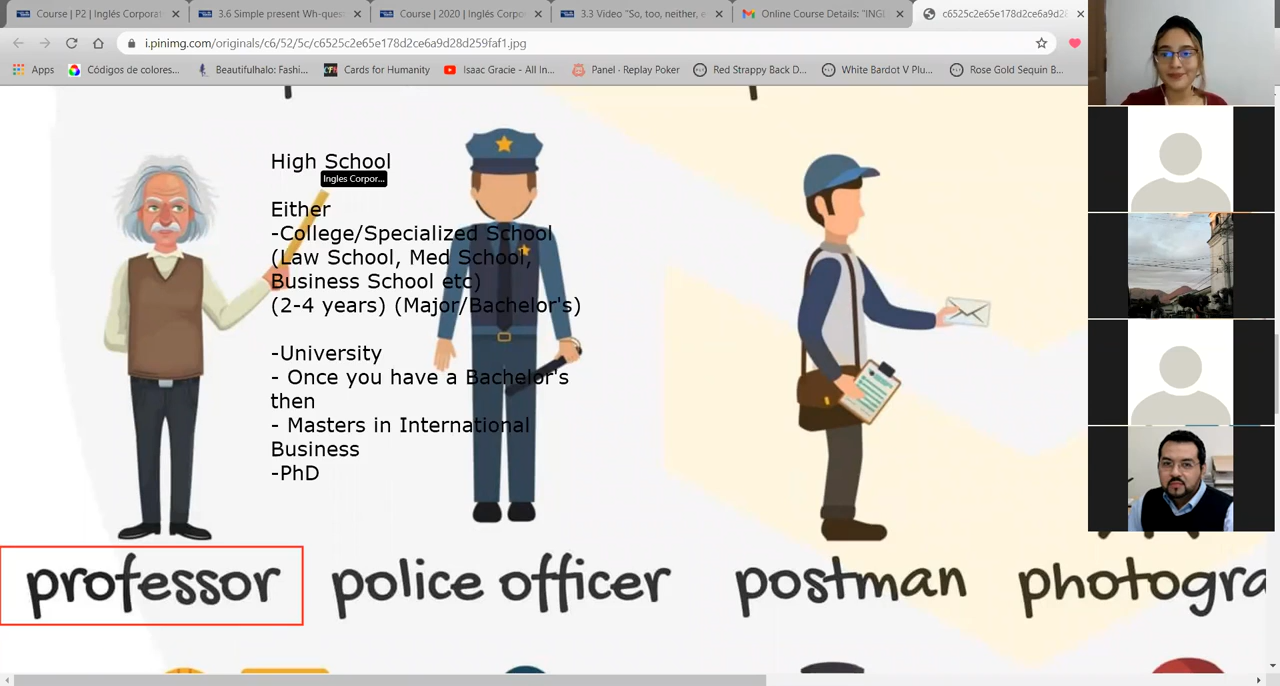 Course | P2 | Inglés Corporat
3.6 Simple present Wh-ques
Course | 2020 | Inglés Corpo
3.3 Video "So, too, neither, e
Online Course Details: "INGL
c6525c2e65e178d2ce6a9d28d
i.pinimg.com/originals/c6/52/5c/c6525c2e65e178d2ce6a9d28d259faf1.jpg
Apps
Códigos de colores...
Beautifulhalo: Fashi...
Cards for Humanity
Isaac Gracie - All In...
Panel · Replay Poker
Red Strappy Back D...
White Bardot V Plu...
Rose Gold Sequin B...
High School
Ingles Corpor...
Either
-College/Specialized School
(Law School, Med School,
Business School etc)
(2-4 years) (Major/Bachelor's)
-University
- Once you have a Bachelor's
then
- Masters in International
Business
-PhD
professor
police officer
postman
photogra